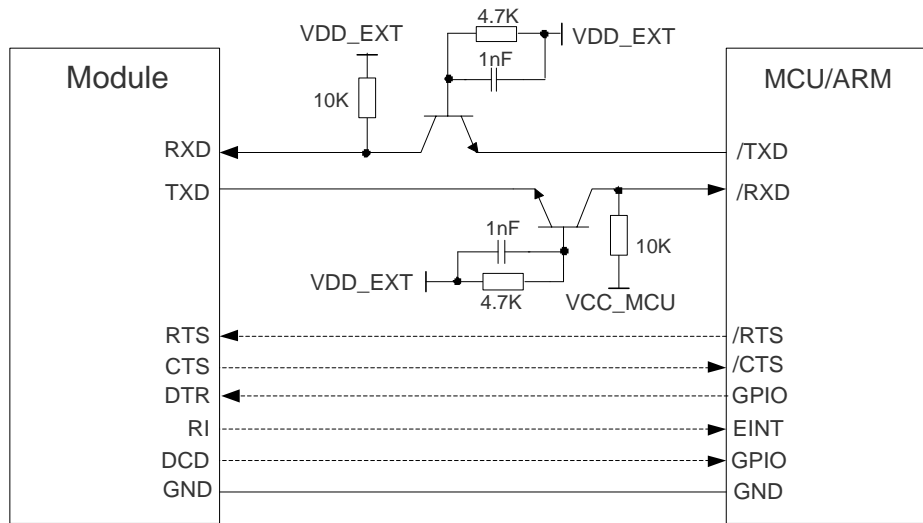 4.7K
VDD_EXT
VDD_EXT
Module
1nF
MCU/ARM
10K
RXD
/TXD
TXD
/RXD
1nF
10K
VDD_EXT
4.7K
VCC_MCU
RTS
/RTS
CTS
/CTS
DTR
GPIO
RI
EINT
DCD
GPIO
GND
GND